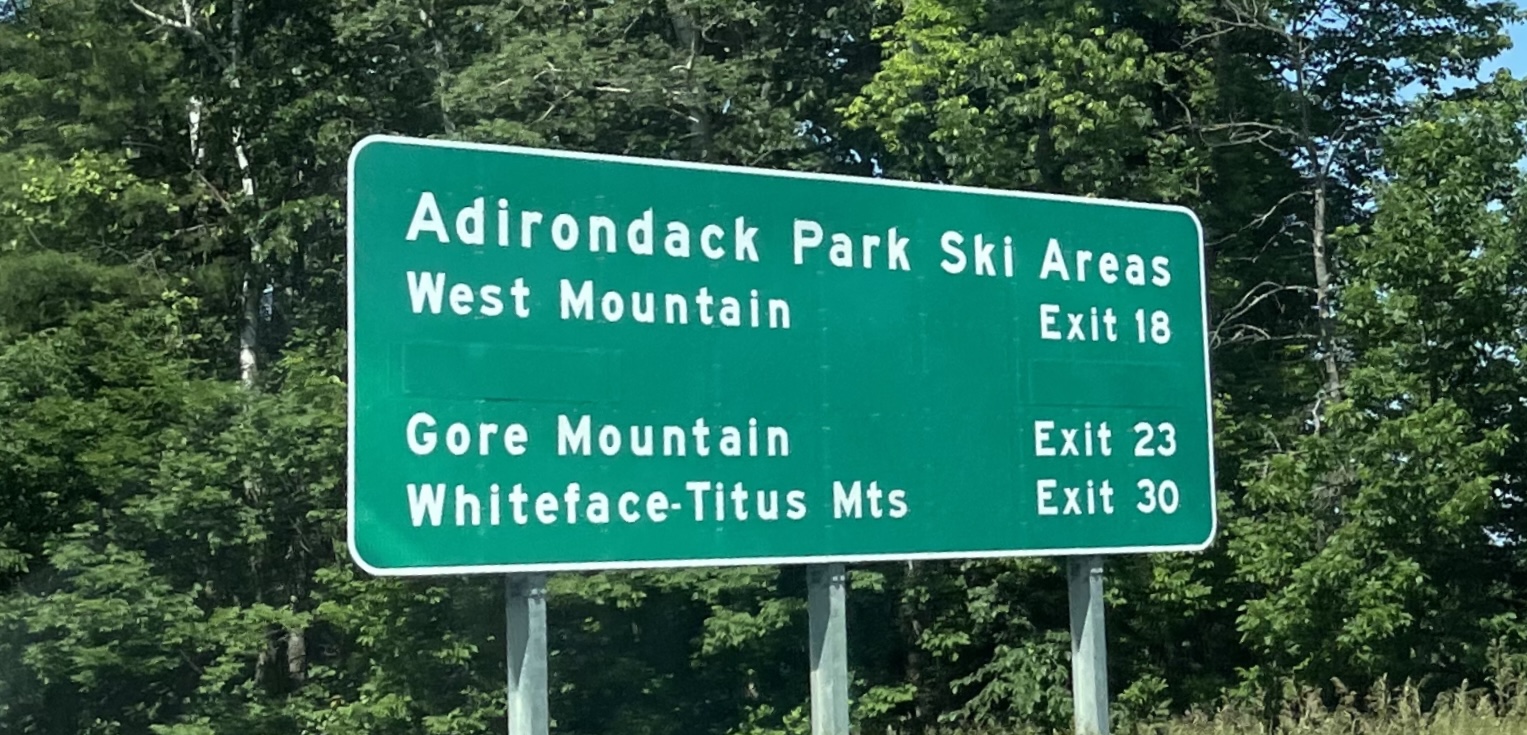 Adirondack Park Ski Areas
West Mountain Exit 18
Gore Mountain Exit 23
Whiteface-Titus Mts Exit 30